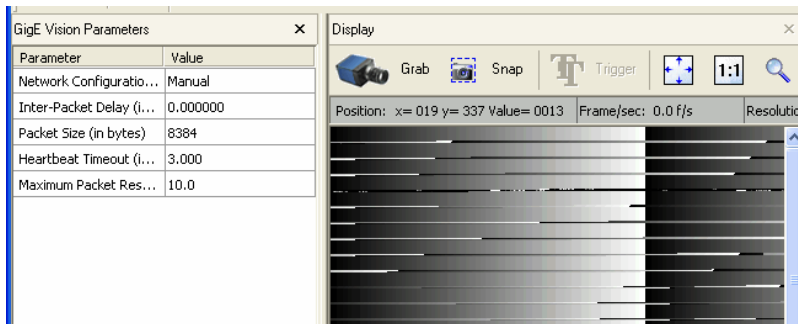 GigE Vision Parameters
Parameter Value
Network Configuratio... Manual
Inter-Packet Delay (i... 0.000000
Packet Size (in bytes) 8384
Heartbeat Timeout (i... 3.000
Maximum Packet Res... 10.0
Display
Grab Snap Trigger 1:1
Position: x= 019 y= 337 Value= 0013 Frame/sec: 0.0 f/s Resolutio